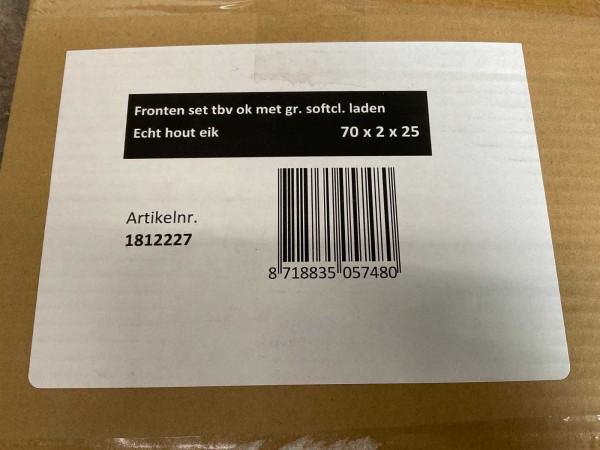 Fronten set tbv ok met gr. softcl. laden
Echt hout eik 70 x 2 x 25
Artikelnr.
1812227
8 718835 057480